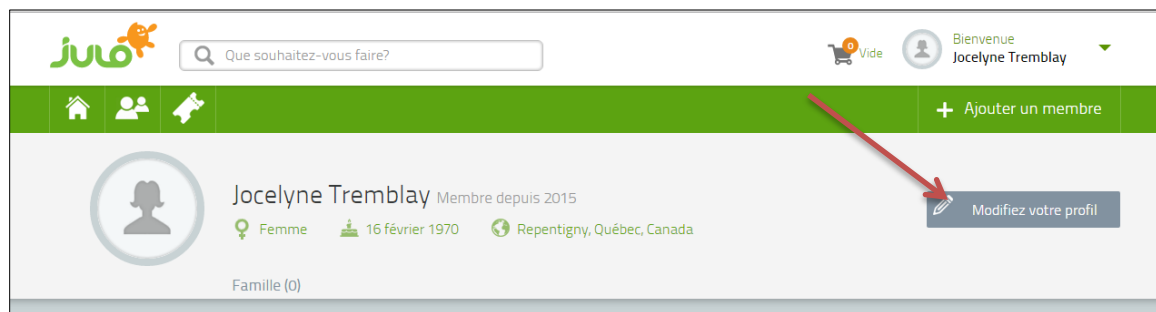 julo
Que souhaitez-vous faire?
0
Vide
Bienvenue
Jocelyne Tremblay
Ajouter un membre
Jocelyne Tremblay Membre depuis 2015
Femme 16 février 1970 Repentigny, Québec, Canada
Modifiez votre profil
Famille (0)